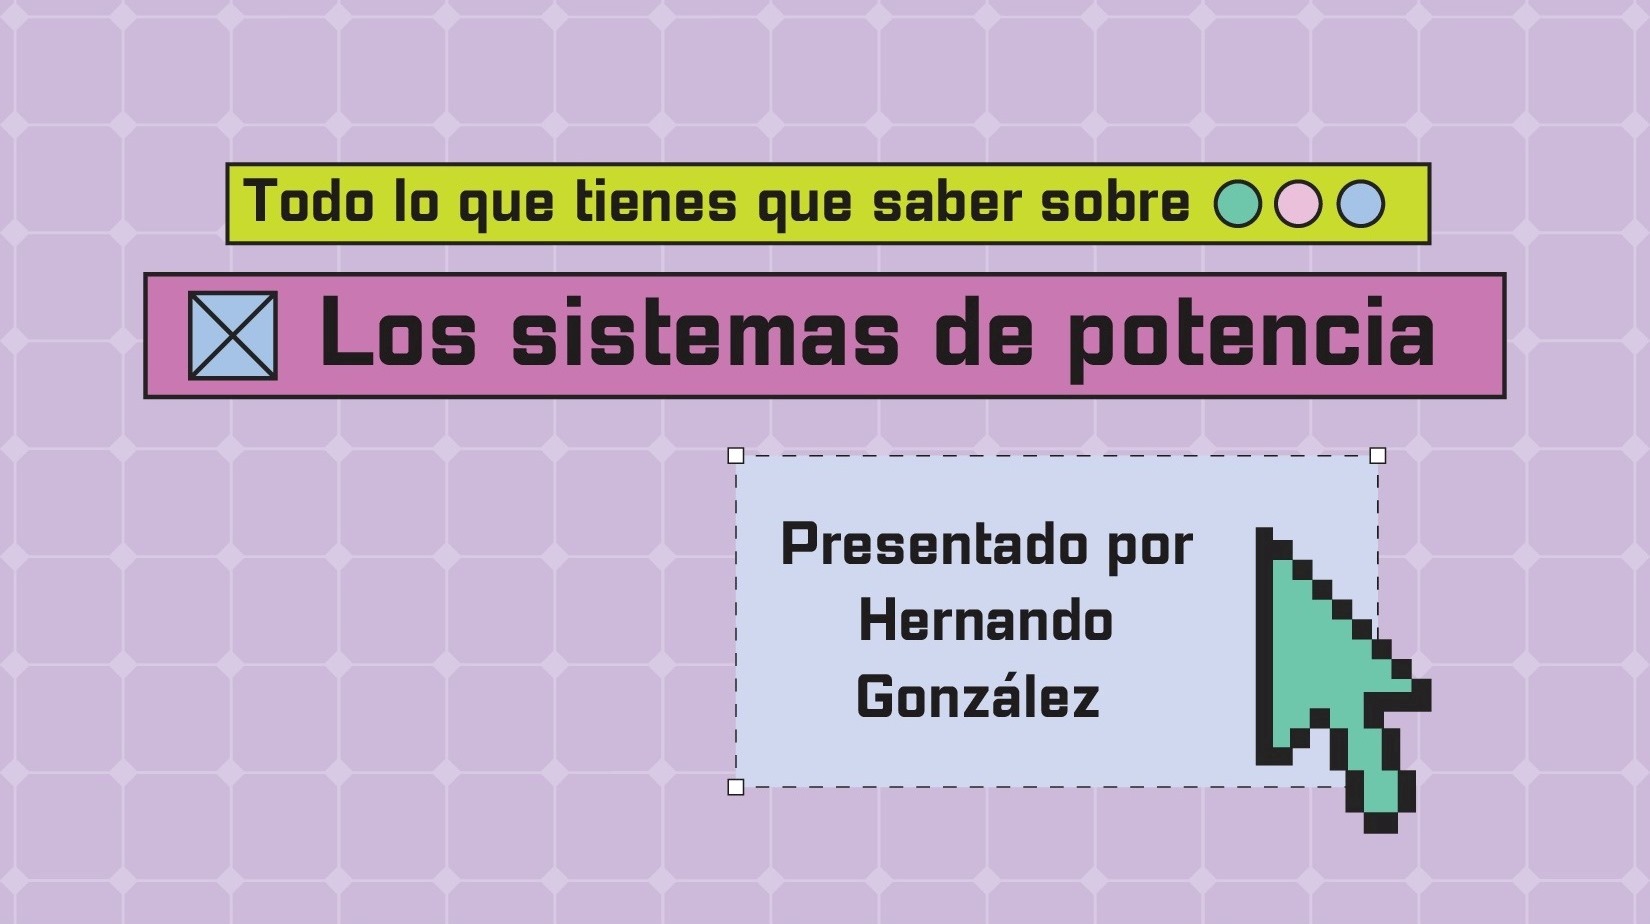 Todo lo que tienes que saber sobre
Los sistemas de potencia
Presentado por
Hernando
González